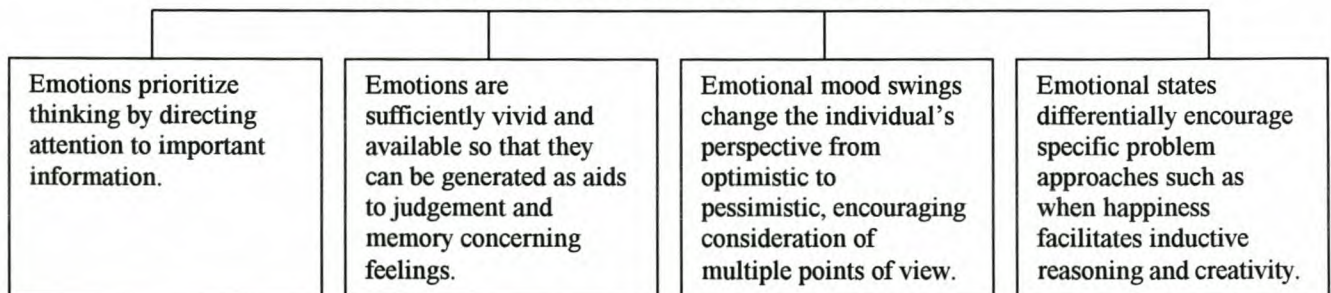 Emotions prioritize
thinking by directing
attention to important
information.
Emotions are
sufficiently vivid and
available so that they
can be generated as aids
to judgement and
memory concerning
feelings.
Emotional mood swings
change the individual's
perspective from
optimistic to
pessimistic, encouraging
consideration of
multiple points of view.
Emotional states
differentially encourage
specific problem
approaches such as
when happiness
facilitates inductive
reasoning and creativity.